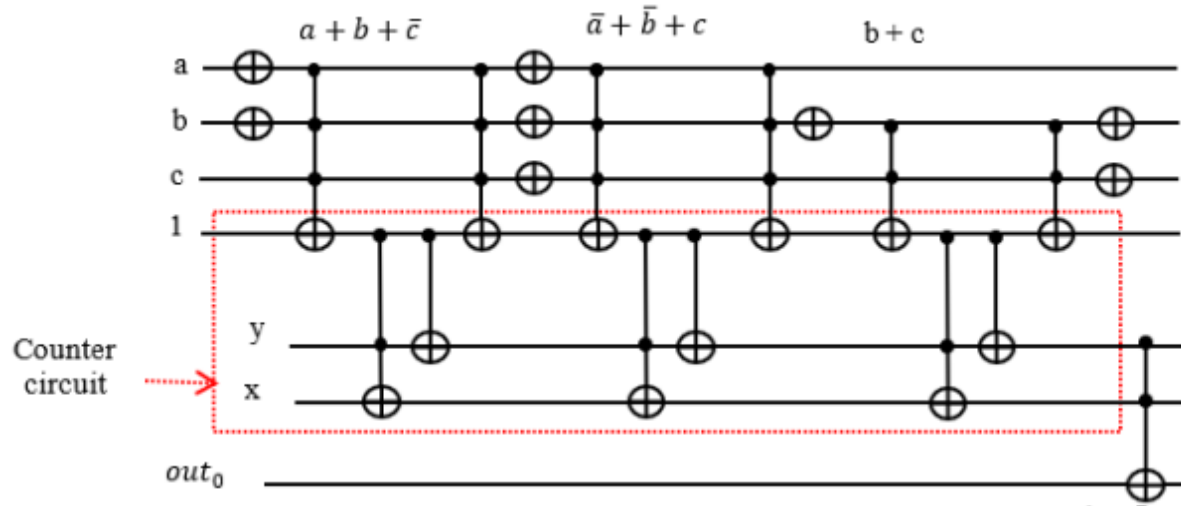 a + b + c̄
ā + b̄ + c
b + c
a
b
c
1
y
Counter
circuit
x
out₀